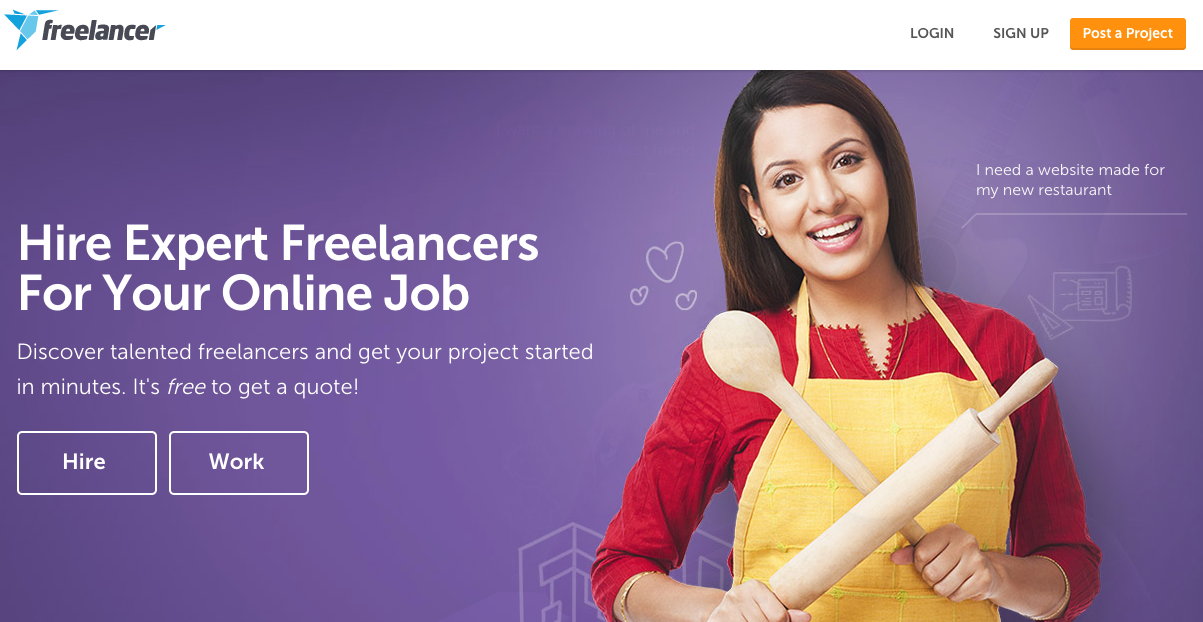 freelancer
LOGIN
SIGN UP
Post a Project
I need a website made for
my new restaurant
Hire Expert Freelancers
For Your Online Job
Discover talented freelancers and get your project started
in minutes. It's free to get a quote!
Hire
Work